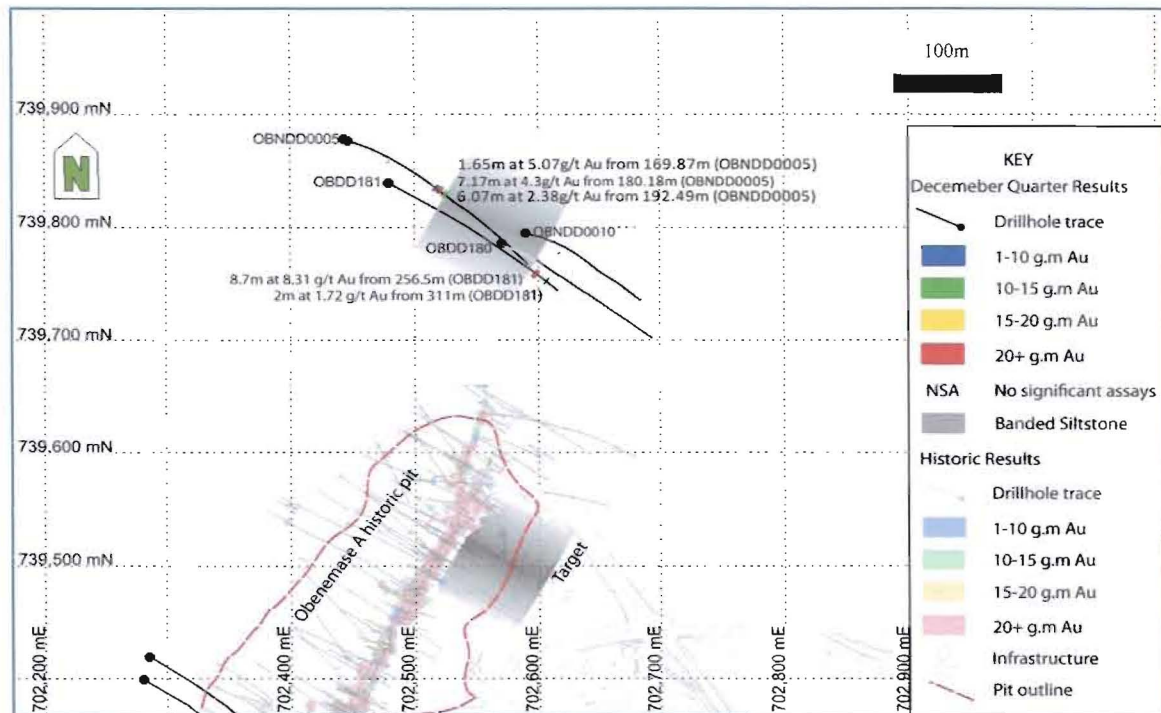 100m
739,900 mN
N
OBNDD0005
1.65m at 5.07g/t Au from 169.87m (OBNDD0005)
OBDD181
7.17m at 4.3g/t Au from 180.18m (OBNDD0005)
6.07m at 2.38g/t Au from 192.49m (OBNDD0005)
739,800 mN
OBNDD0010
OBDD180
8.7m at 8.31 g/t Au from 256.5m (OBDD181)
2m at 1.72 g/t Au from 311m (OBDD181)
739,700 mN
739,600 mN
Obenemase A historic pit
739,500 mN
Target
702,200 mE
702,400 mE
702,500 mE
702,600 mE
702,700 mE
702,800 mE
702,900 mE
KEY
Decemeber Quarter Results
Drillhole trace
1-10 g.m Au
10-15 g.m Au
15-20 g.m Au
20+ g.m Au
NSA No significant assays
Banded Siltstone
Historic Results
Drillhole trace
1-10 g.m Au
10-15 g.m Au
15-20 g.m Au
20+ g.m Au
Infrastructure
Pit outline